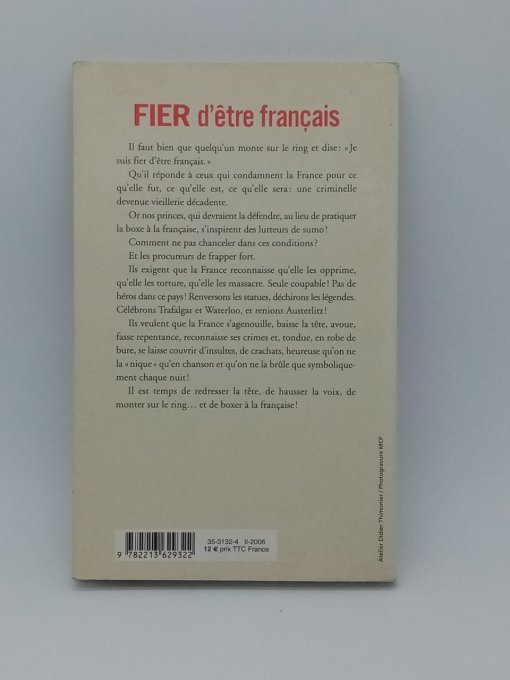 FIER d'être français
Il faut bien que quelqu'un monte sur le ring et dise : « Je
suis fier d'être français. »
Qu'il réponde à ceux qui condamnent la France pour ce
qu'elle fut, ce qu'elle est, ce qu'elle sera : une criminelle
devenue vieillerie décadente.
Or nos princes, qui devraient la défendre, au lieu de pratiquer
la boxe à la française, s'inspirent des lutteurs de sumo !
Comment ne pas chanceler dans ces conditions ?
Et les procureurs de frapper fort.
Ils exigent que la France reconnaisse qu'elle les opprime,
qu'elle les torture, qu'elle les massacre. Seule coupable ! Pas de
héros dans ce pays ! Renversons les statues, déchirons les légendes.
Célébrons Trafalgar et Waterloo, et renions Austerlitz !
Ils veulent que la France s'agenouille, baisse la tête, avoue,
fasse repentance, reconnaisse ses crimes et, tondue, en robe de
bure, se laisse couvrir d'insultes, de crachats, heureuse qu'on ne
la « nique » qu'en chanson et qu'on ne la brûle que symbolique-
ment chaque nuit !
Il est temps de redresser la tête, de hausser la voix, de
monter sur le ring… et de boxer à la française !
Atelier Didier Thimonier / Photogravure MCP
35-3132-4 II-2006
12 € prix TTC France
9 782213 629322